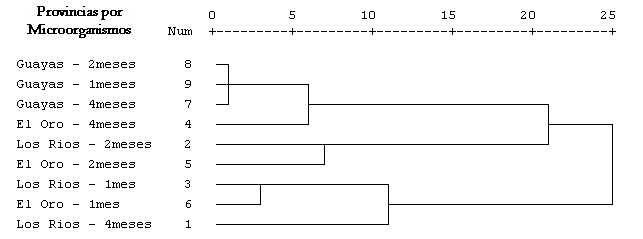 Provincias por
Microorganismos
Num
0 5 10 15 20 25
Guayas - 2meses 8
Guayas - 1meses 9
Guayas - 4meses 7
El Oro - 4meses 4
Los Rios - 2meses 2
El Oro - 2meses 5
Los Rios - 1mes 3
El Oro - 1mes 6
Los Rios - 4meses 1